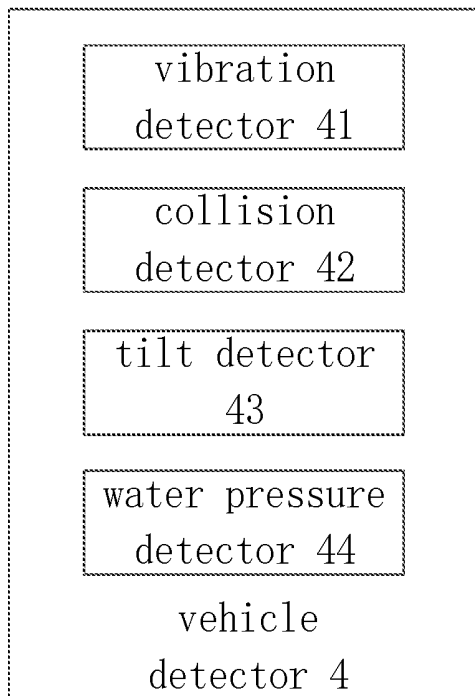 vibration
detector 41
collision
detector 42
tilt detector
43
water pressure
detector 44
vehicle
detector 4